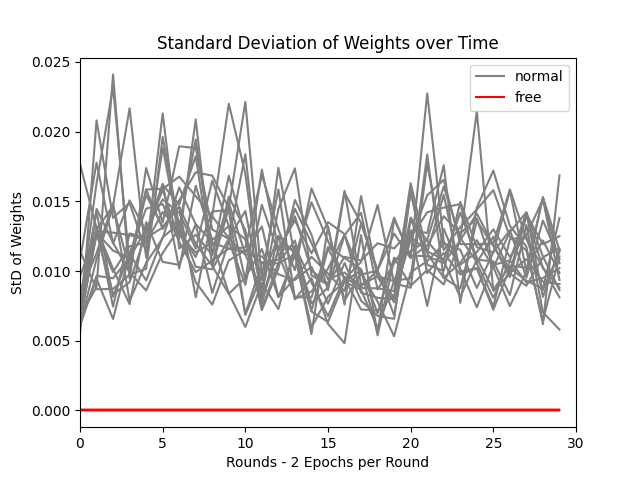 Standard Deviation of Weights over Time
StD of Weights
0.025
0.020
0.015
0.010
0.005
0.000
normal
free
0 5 10 15 20 25 30
Rounds - 2 Epochs per Round